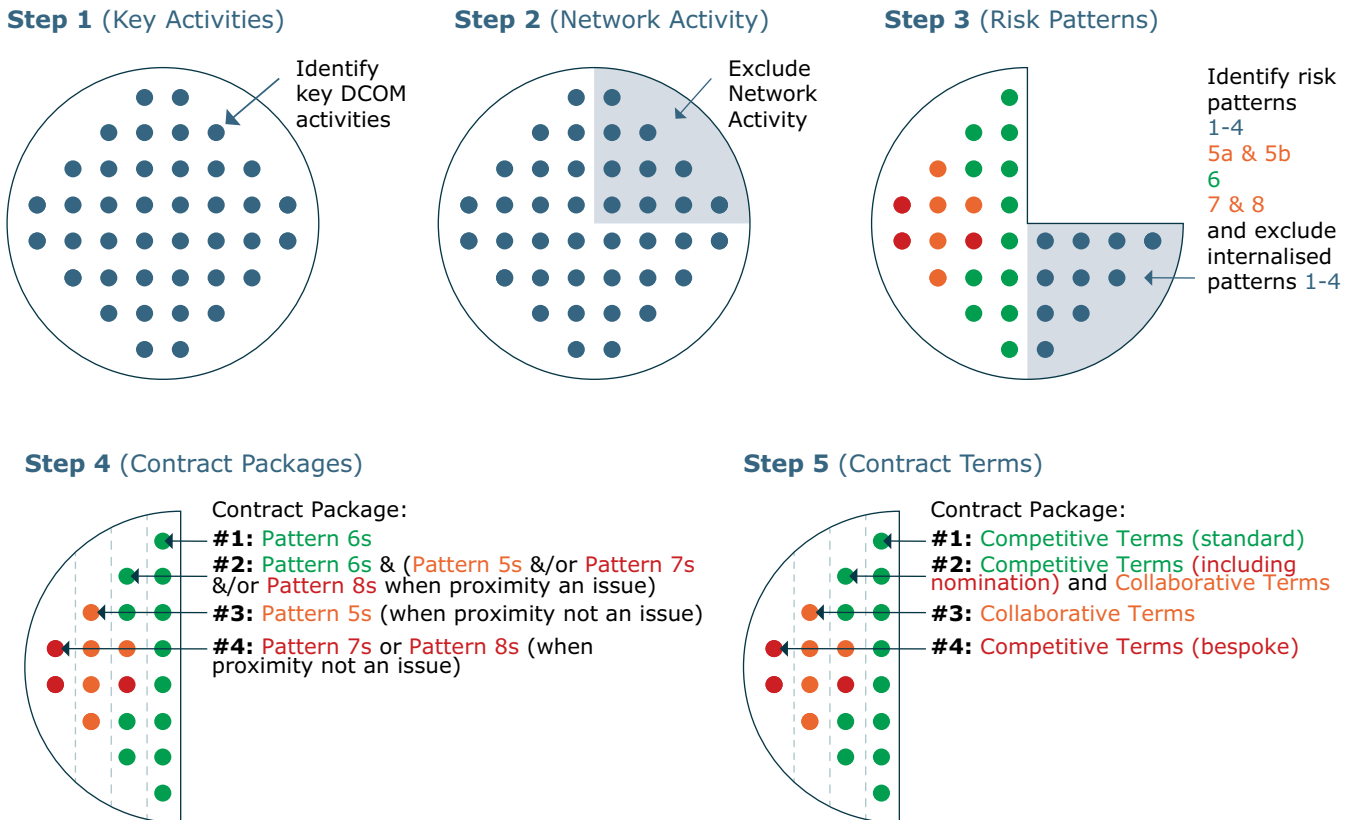 Step 1 (Key Activities)
Identify
key DCOM
activities
Step 2 (Network Activity)
Exclude
Network
Activity
Step 3 (Risk Patterns)
Identify risk
patterns
1-4
5a & 5b
6
7 & 8
and exclude
internalised
patterns 1-4
Step 4 (Contract Packages)
Contract Package:
#1: Pattern 6s
#2: Pattern 6s & (Pattern 5s &/or Pattern 7s
&/or Pattern 8s when proximity an issue)
#3: Pattern 5s (when proximity not an issue)
#4: Pattern 7s or Pattern 8s (when
proximity not an issue)
Step 5 (Contract Terms)
Contract Package:
#1: Competitive Terms (standard)
#2: Competitive Terms (including
nomination) and Collaborative Terms
#3: Collaborative Terms
#4: Competitive Terms (bespoke)